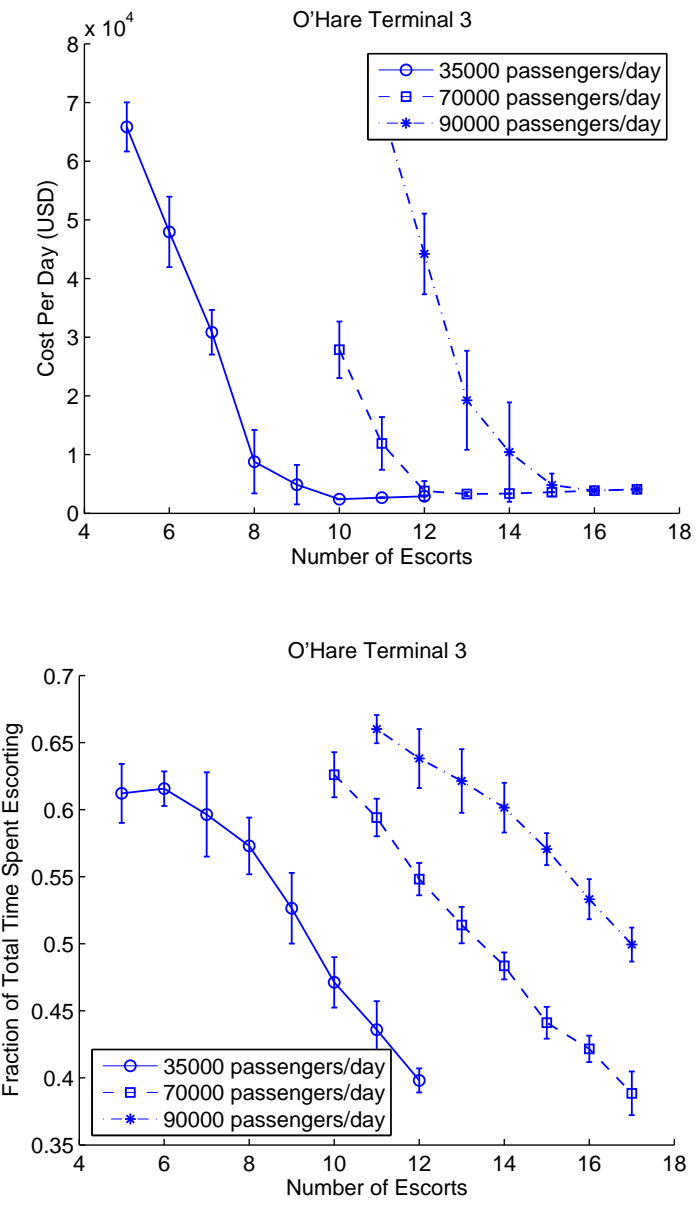 O'Hare Terminal 3
x 10^4
8
7
6
5
4
3
2
1
0
Cost Per Day (USD)
35000 passengers/day
70000 passengers/day
90000 passengers/day
4 6 8 10 12 14 16 18
Number of Escorts
O'Hare Terminal 3
0.7
0.65
0.6
0.55
0.5
0.45
0.4
0.35
Fraction of Total Time Spent Escorting
35000 passengers/day
70000 passengers/day
90000 passengers/day
4 6 8 10 12 14 16 18
Number of Escorts